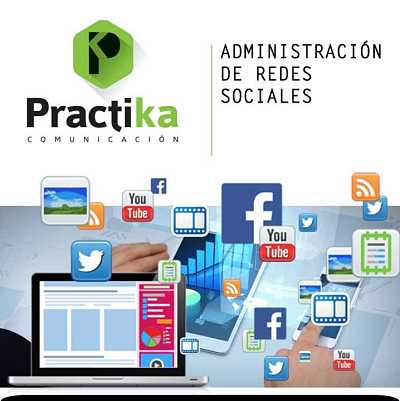 Practika
COMUNICACIÓN
ADMINISTRACIÓN
DE REDES
SOCIALES
You
Tube
You
Tube
You
Tube